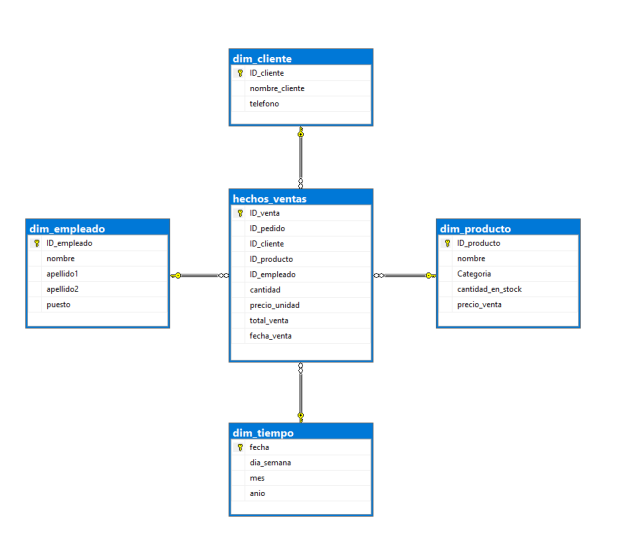 dim_cliente
ID_cliente
nombre_cliente
telefono
hechos_ventas
ID_venta
ID_pedido
ID_cliente
ID_producto
ID_empleado
cantidad
precio_unidad
total_venta
fecha_venta
dim_empleado
ID_empleado
nombre
apellido1
apellido2
puesto
dim_producto
ID_producto
nombre
Categoria
cantidad_en_stock
precio_venta
dim_tiempo
fecha
dia_semana
mes
anio